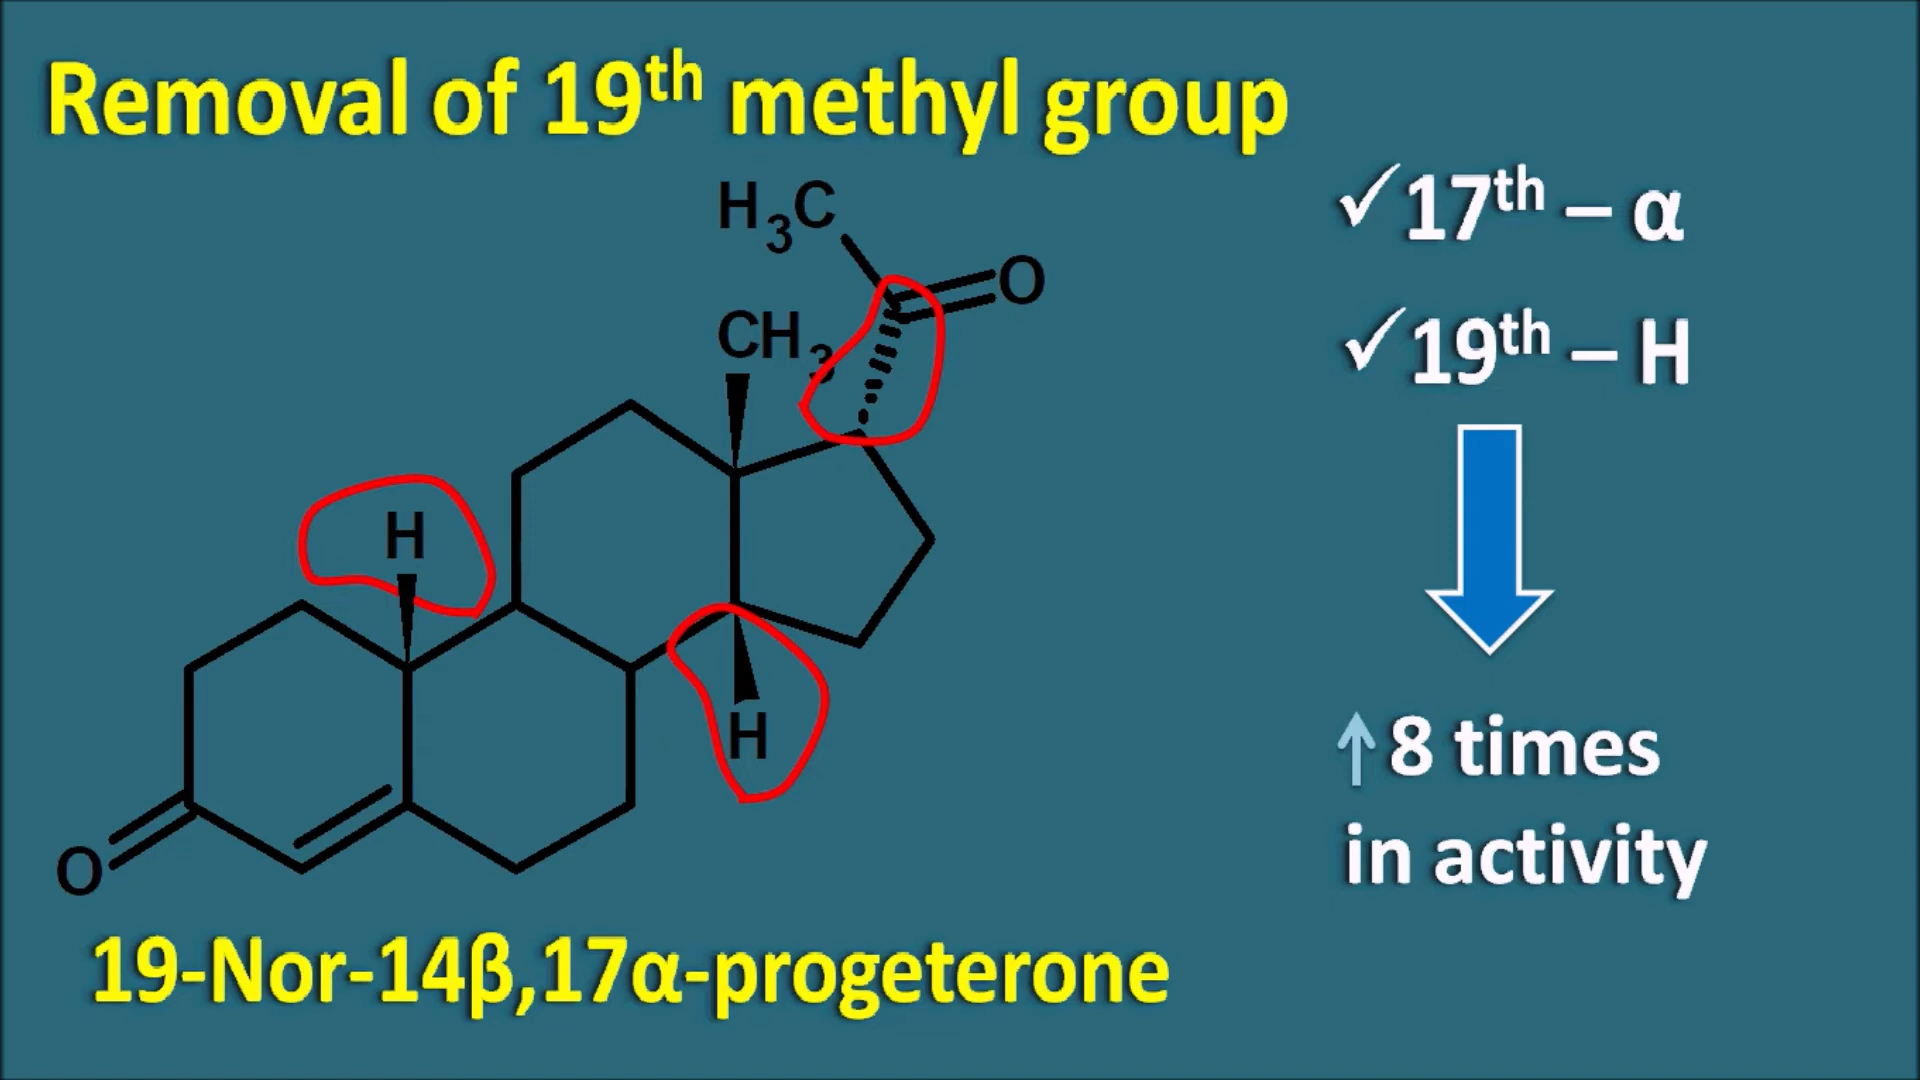 Removal of 19th methyl group
✓17th – α
✓19th – H
H3C
O
CH3
H
H
O
↑8 times
in activity
19-Nor-14β,17α-progeterone